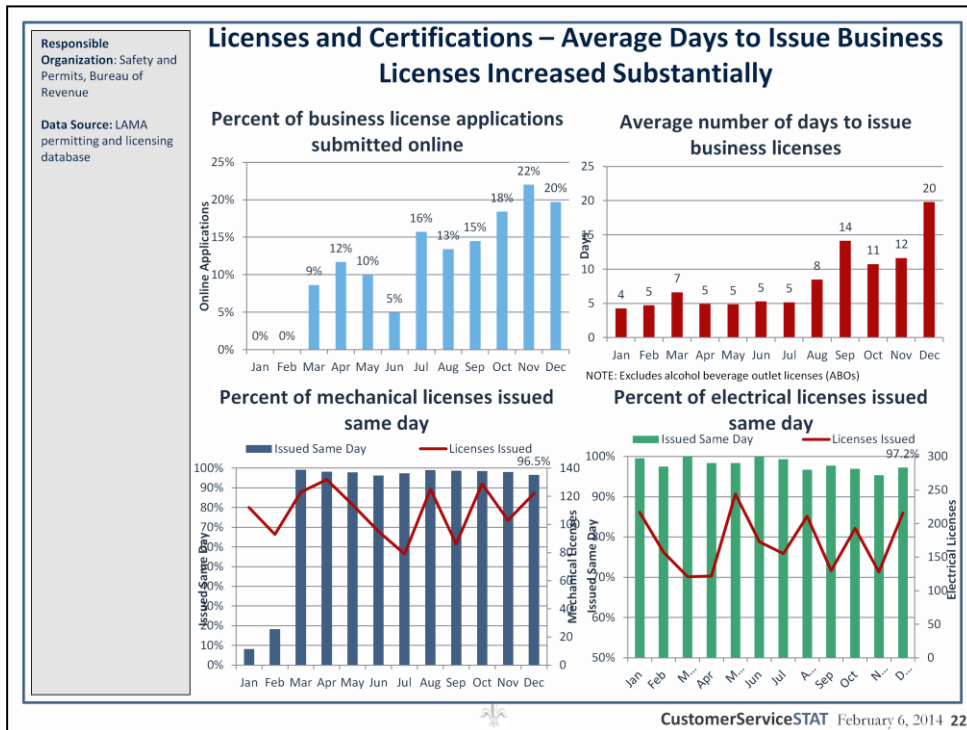 Licenses and Certifications – Average Days to Issue Business
Licenses Increased Substantially
Responsible
Organization: Safety and
Permits, Bureau of
Revenue
Data Source: LAMA
permitting and licensing
database
Percent of business license applications
submitted online
Online Applications
25%
20%
15%
10%
5%
0%
0% 0% 9% 12% 10% 5% 16% 13% 15% 18% 22% 20%
Jan Feb Mar Apr May Jun Jul Aug Sep Oct Nov Dec
Average number of days to issue
business licenses
Days
25
20
15
10
5
0
4 5 7 5 5 5 5 8 14 11 12 20
Jan Feb Mar Apr May Jun Jul Aug Sep Oct Nov Dec
NOTE: Excludes alcohol beverage outlet licenses (ABOs)
Percent of mechanical licenses issued
same day
Issued Same Day Licenses Issued
96.5%
Issued Same Day
100%
90%
80%
70%
60%
50%
40%
30%
20%
10%
0%
Mechanical Licenses
140
120
100
80
60
40
20
0
Jan Feb Mar Apr May Jun Jul Aug Sep Oct Nov Dec
Percent of electrical licenses issued
same day
Issued Same Day Licenses Issued
97.2%
Issued Same Day
100%
90%
80%
70%
60%
50%
Electrical Licenses
300
250
200
150
100
50
0
Jan Feb M... Apr M... Jun Jul A... Sep Oct N... D...
CustomerServiceSTAT February 6, 2014 22